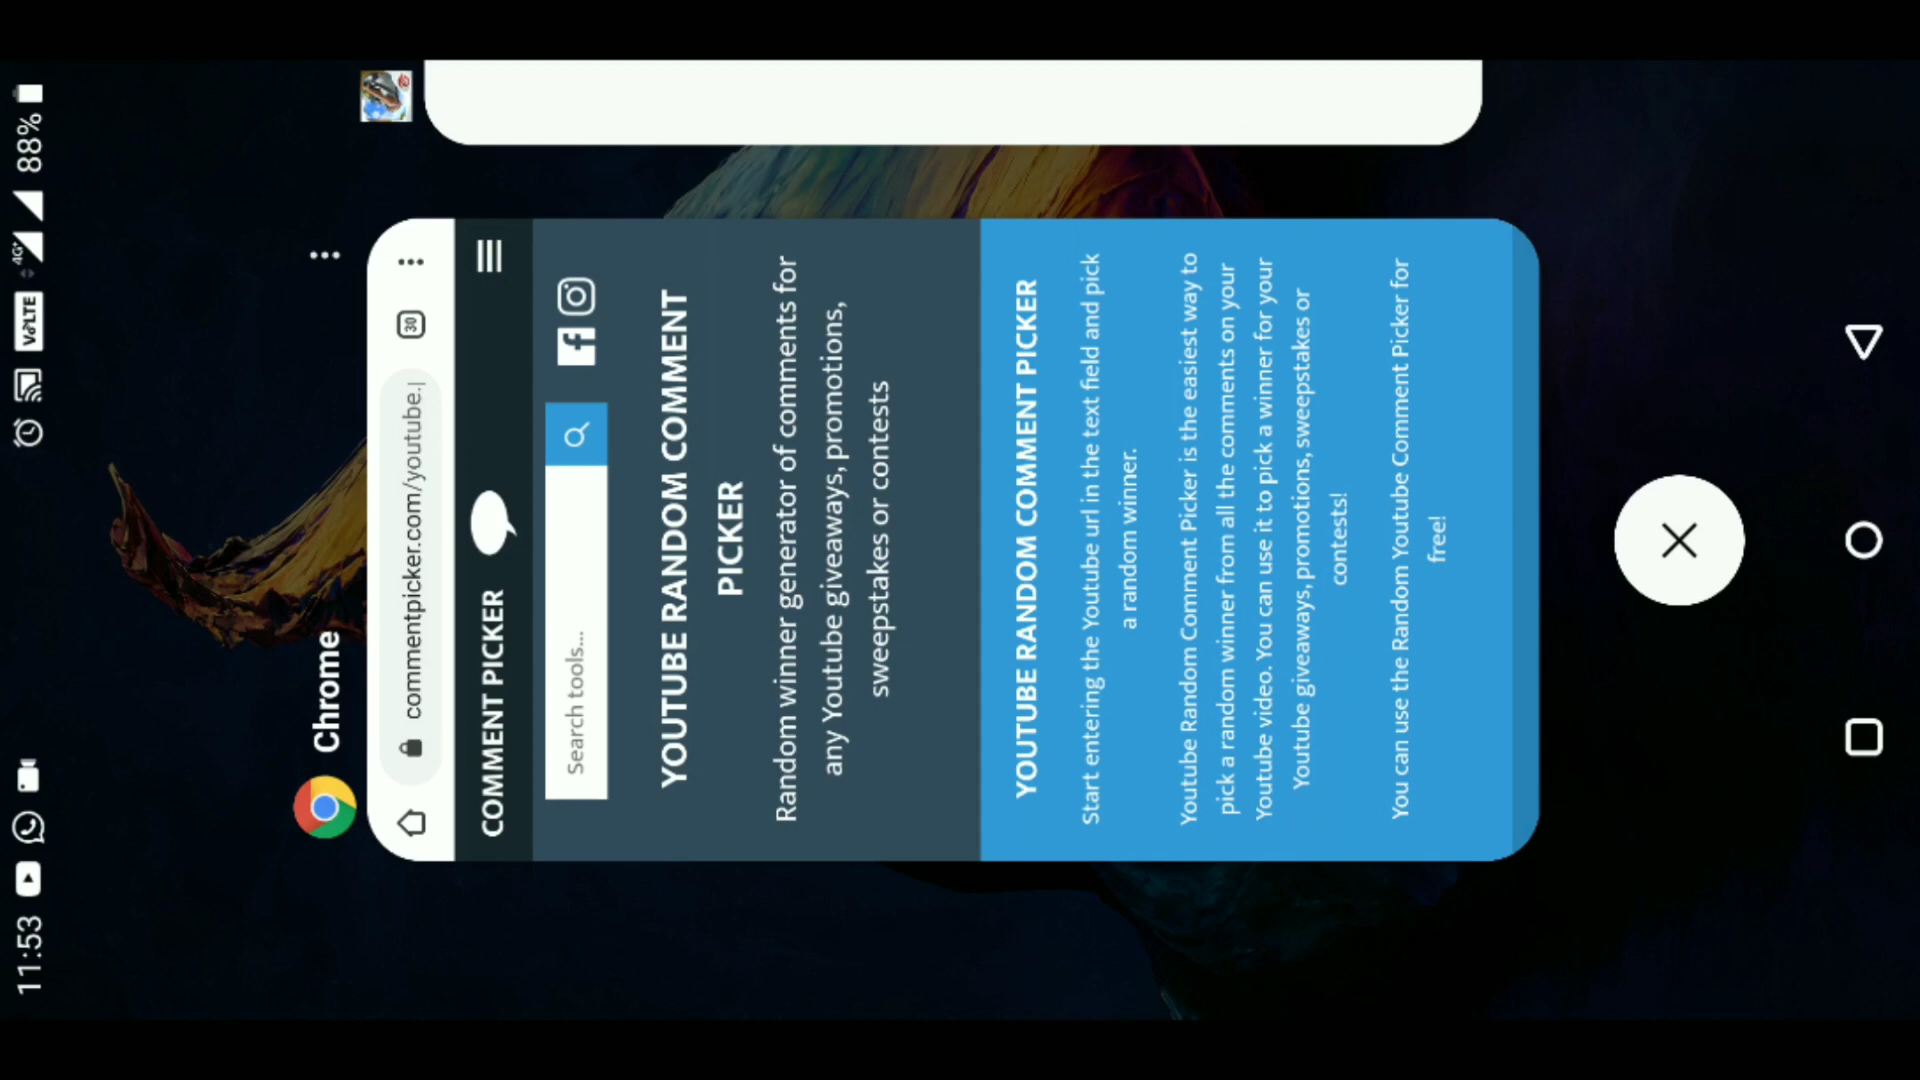 11:53
4G+
VoLTE
88%
Chrome
commentpicker.com/youtube.
30
COMMENT PICKER
Search tools...
YOUTUBE RANDOM COMMENT
PICKER
Random winner generator of comments for
any Youtube giveaways, promotions,
sweepstakes or contests
YOUTUBE RANDOM COMMENT PICKER
Start entering the Youtube url in the text field and pick
a random winner.
Youtube Random Comment Picker is the easiest way to
pick a random winner from all the comments on your
Youtube video. You can use it to pick a winner for your
Youtube giveaways, promotions, sweepstakes or
contests!
You can use the Random Youtube Comment Picker for
free!